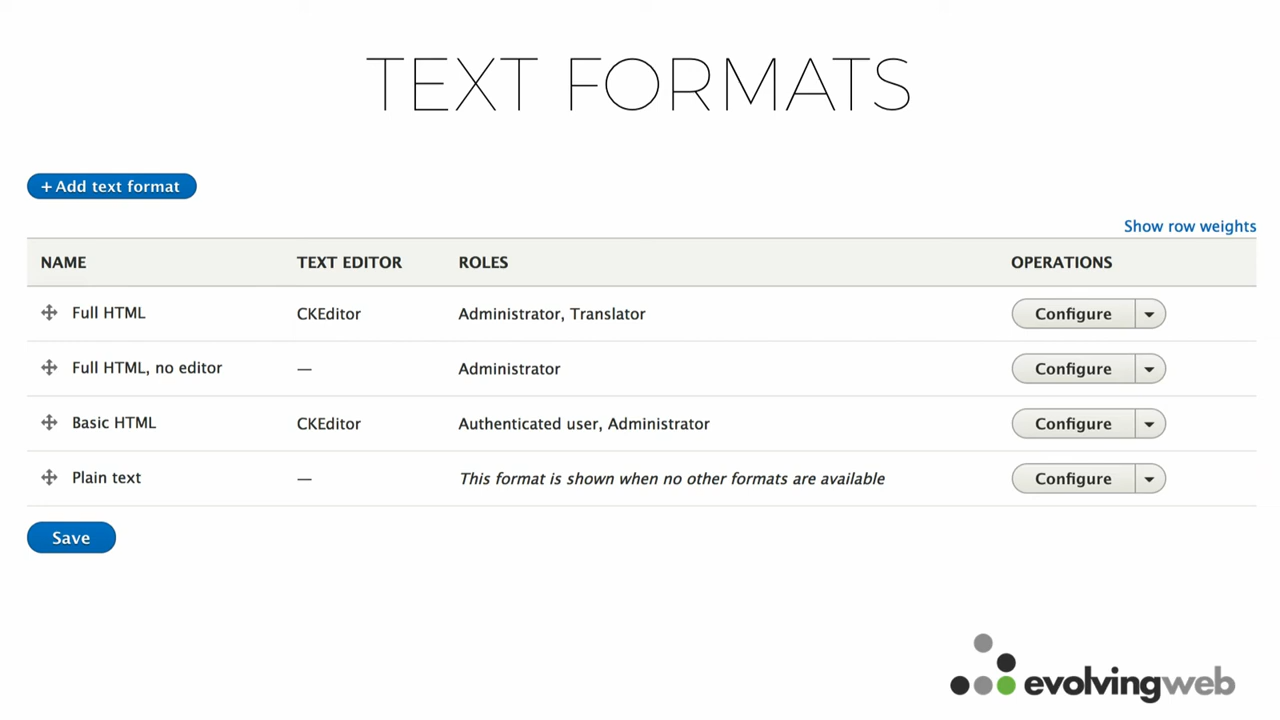 TEXT FORMATS
+ Add text format
Show row weights
NAME TEXT EDITOR ROLES OPERATIONS
Full HTML CKEditor Administrator, Translator Configure
Full HTML, no editor — Administrator Configure
Basic HTML CKEditor Authenticated user, Administrator Configure
Plain text — This format is shown when no other formats are available Configure
Save
evolvingweb